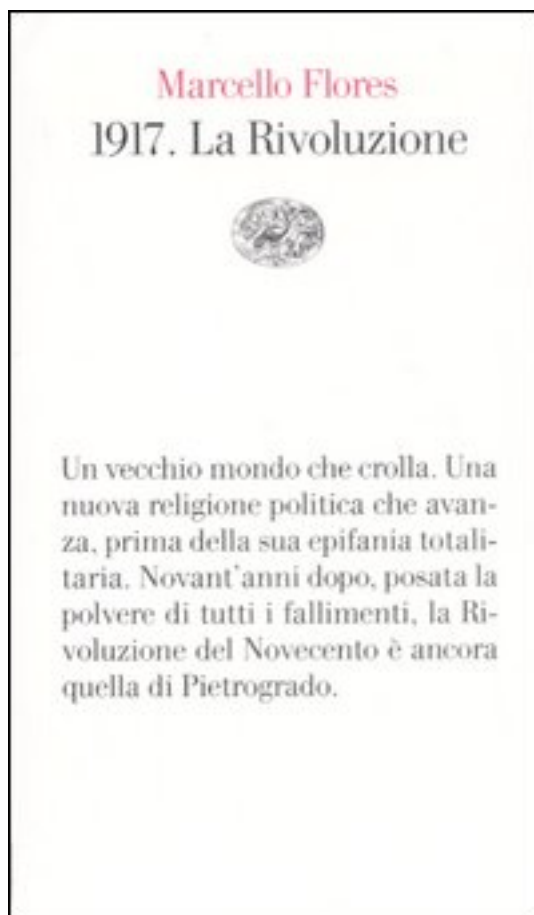 Marcello Flores
1917. La Rivoluzione
Un vecchio mondo che crolla. Una
nuova religione politica che avan-
za, prima della sua epifania totali-
taria. Novant'anni dopo, posata la
polvere di tutti i fallimenti, la Ri-
voluzione del Novecento è ancora
quella di Pietrogrado.